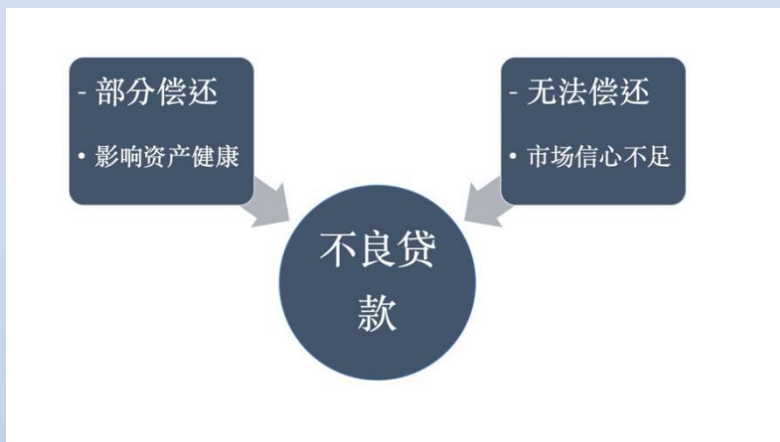 - 部分偿还
• 影响资产健康
- 无法偿还
• 市场信心不足
不良贷
款